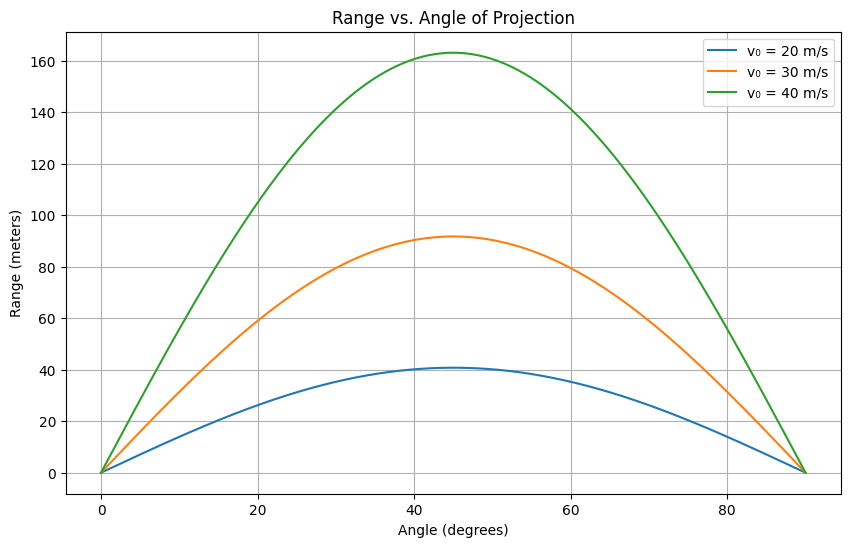 Range vs. Angle of Projection
v₀ = 20 m/s
v₀ = 30 m/s
v₀ = 40 m/s
Range (meters)
160
140
120
100
80
60
40
20
0
0 20 40 60 80
Angle (degrees)